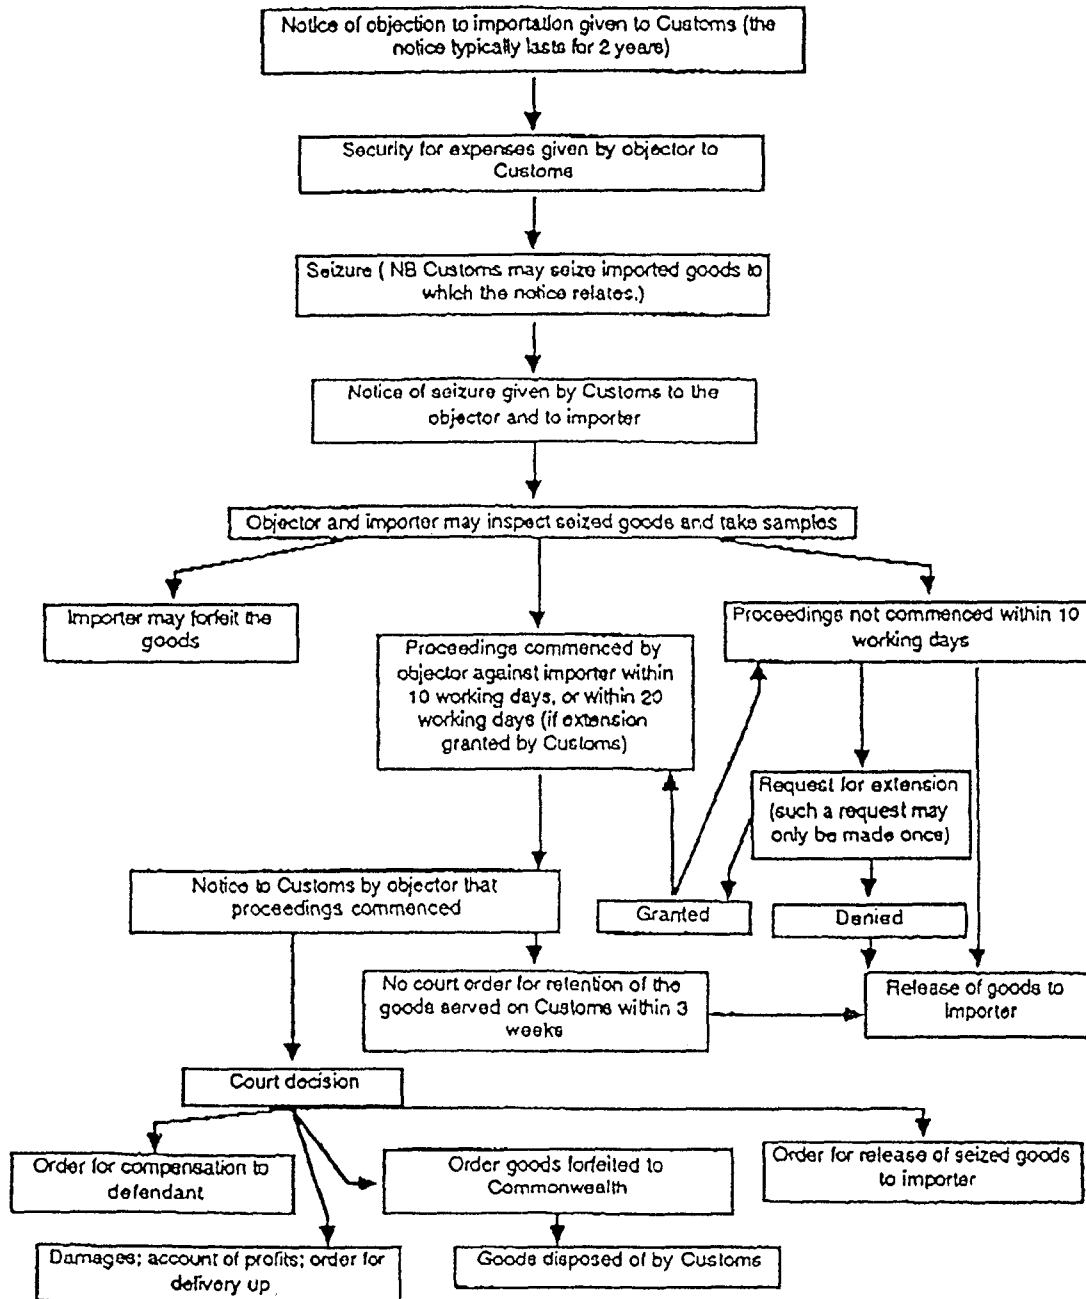 Notice of objection to importation given to Customs (the
notice typically lasts for 2 years)
Security for expenses given by objector to
Customs
Seizure ( NB Customs may seize imported goods to
which the notice relates.)
Notice of seizure given by Customs to the
objector and to importer
Objector and importer may inspect seized goods and take samples
Importer may forfeit the
goods
Proceedings commenced by
objector against importer within
10 working days, or within 20
working days (if extension
granted by Customs)
Proceedings not commenced within 10
working days
Request for extension
(such a request may
only be made once)
Notice to Customs by objector that
proceedings commenced
Granted
Denied
No court order for retention of the
goods served on Customs within 3
weeks
Release of goods to
Importer
Court decision
Order for compensation to
defendant
Order goods forfeited to
Commonwealth
Order for release of seized goods
to importer
Damages; account of profits; order for
delivery up
Goods disposed of by Customs